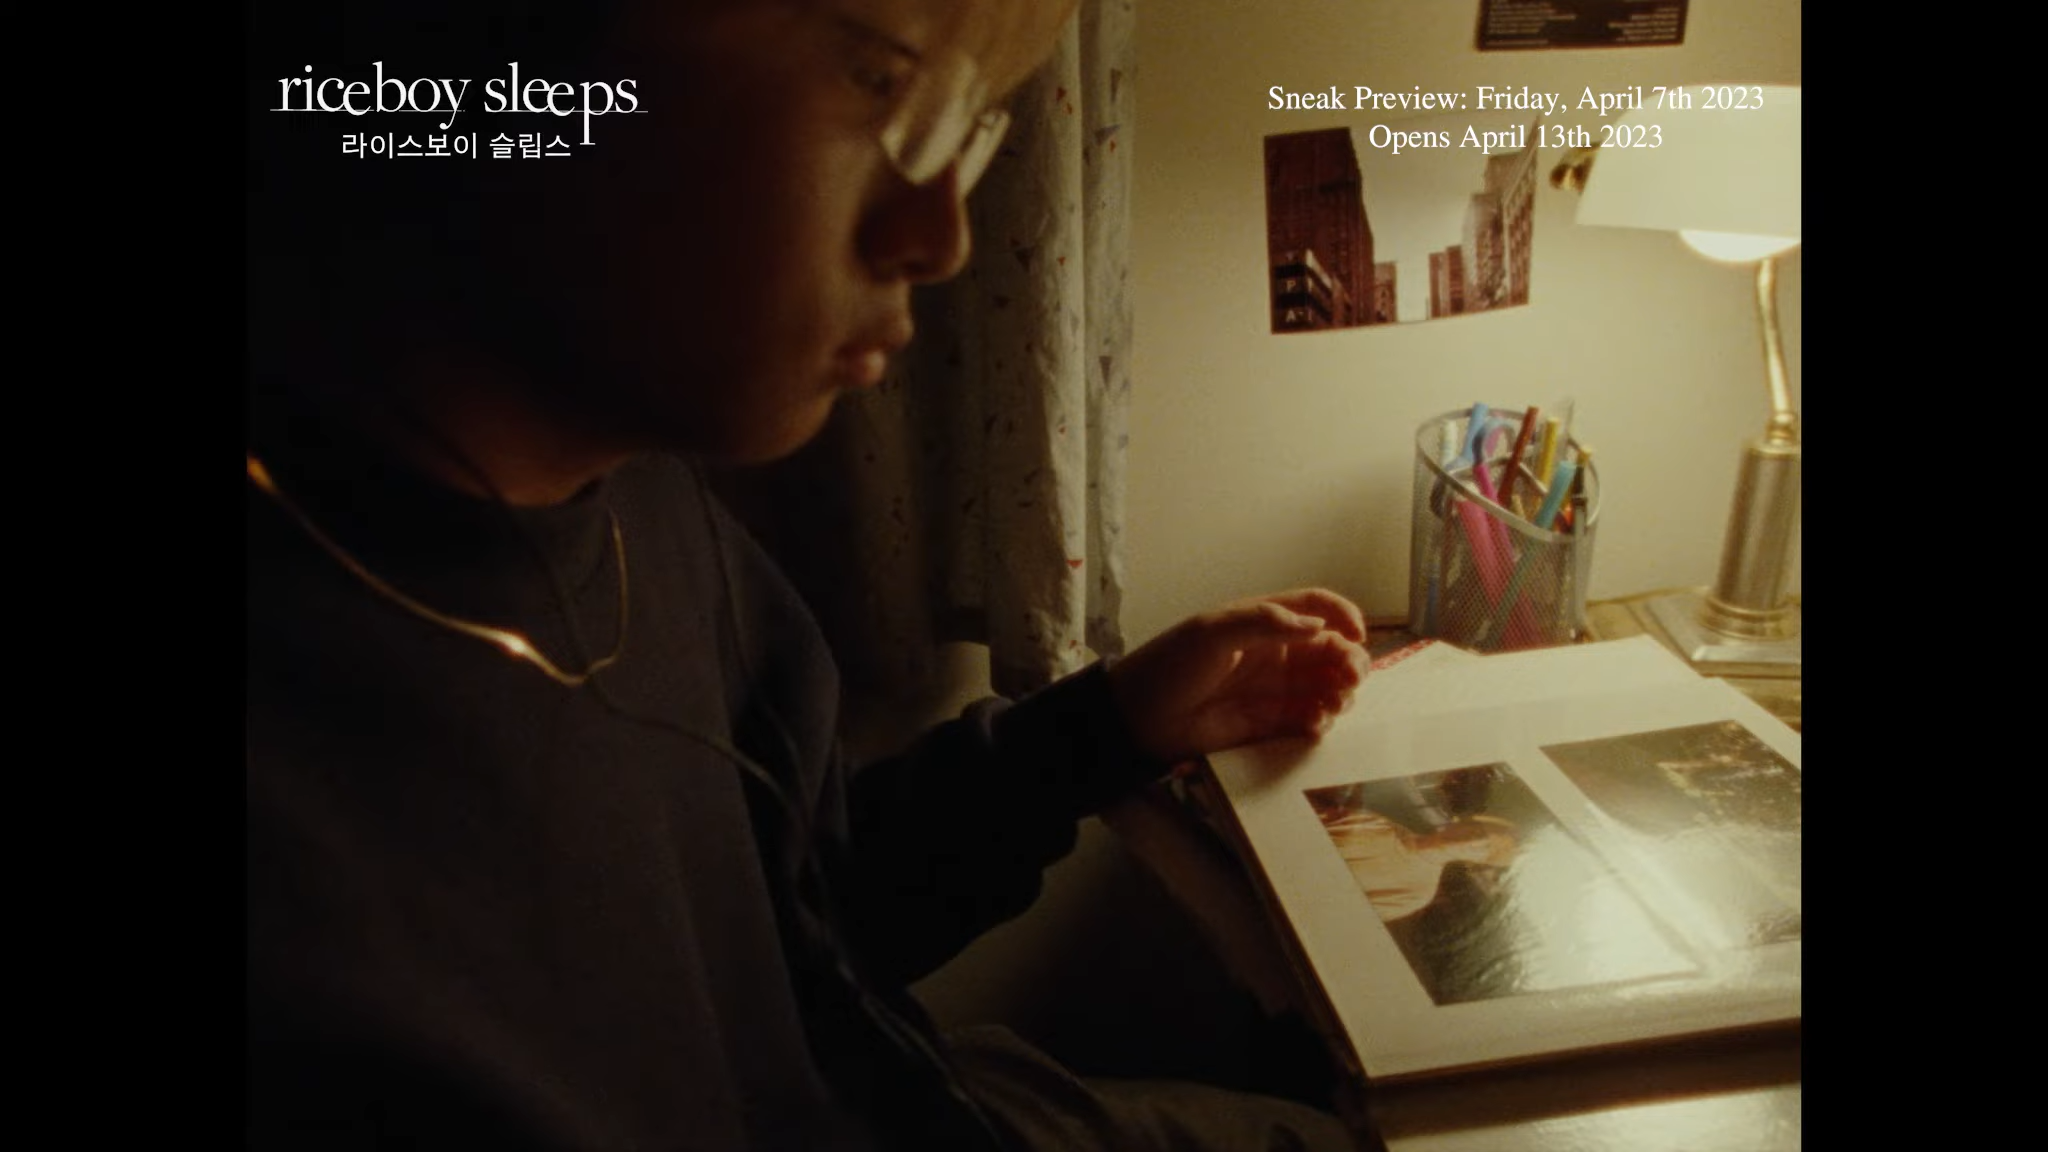 riceboy sleeps
라이스보이 슬립스
Sneak Preview: Friday, April 7th 2023
Opens April 13th 2023